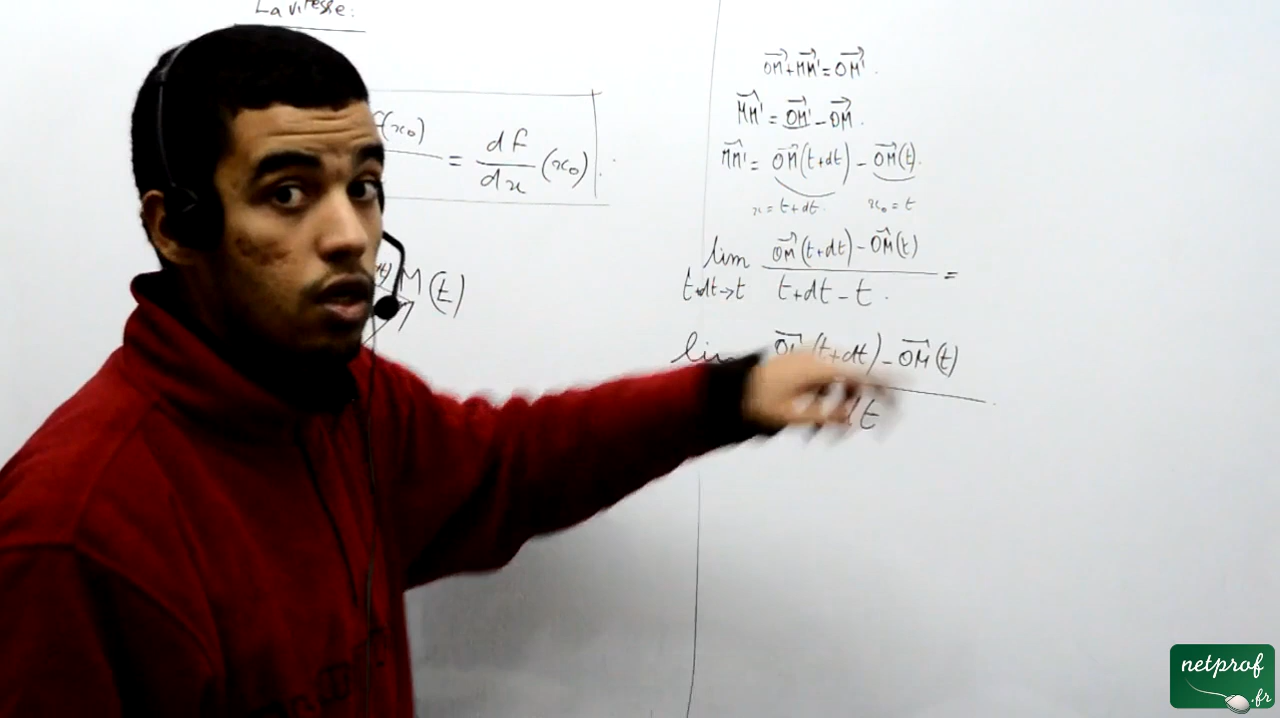 La vitesse:
f(x₀) = df/dx (x₀).
M(t)
OM⃗ + MM'⃗ = OM'⃗.
MM'⃗ = OM'⃗ - OM⃗.
MM'⃗ = OM⃗(t+dt) - OM⃗(t).
x = t+dt. x₀ = t
lim t+dt→t (OM⃗(t+dt) - OM⃗(t)) / (t+dt - t.) =
lim (OM⃗(t+dt) - OM⃗(t)) / dt
netprof
.fr